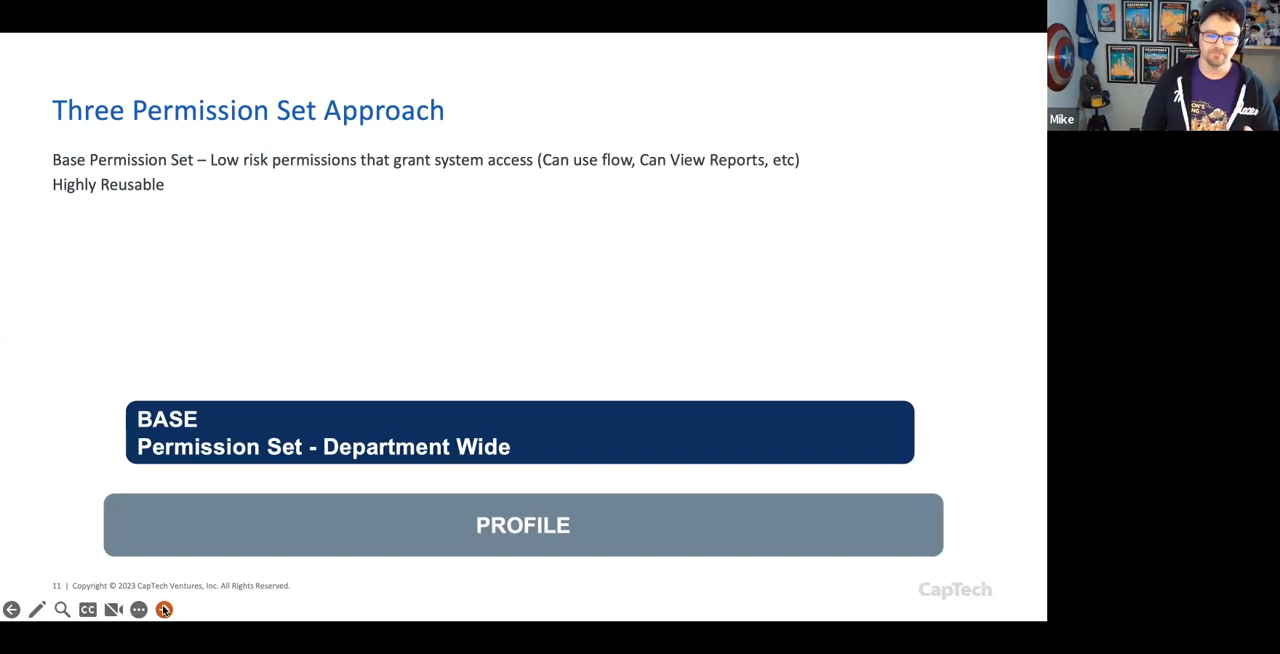 Three Permission Set Approach
Base Permission Set – Low risk permissions that grant system access (Can use flow, Can View Reports, etc)
Highly Reusable
BASE
Permission Set - Department Wide
PROFILE
11 | Copyright © 2023 CapTech Ventures, Inc. All Rights Reserved.
CapTech
CC
Mike